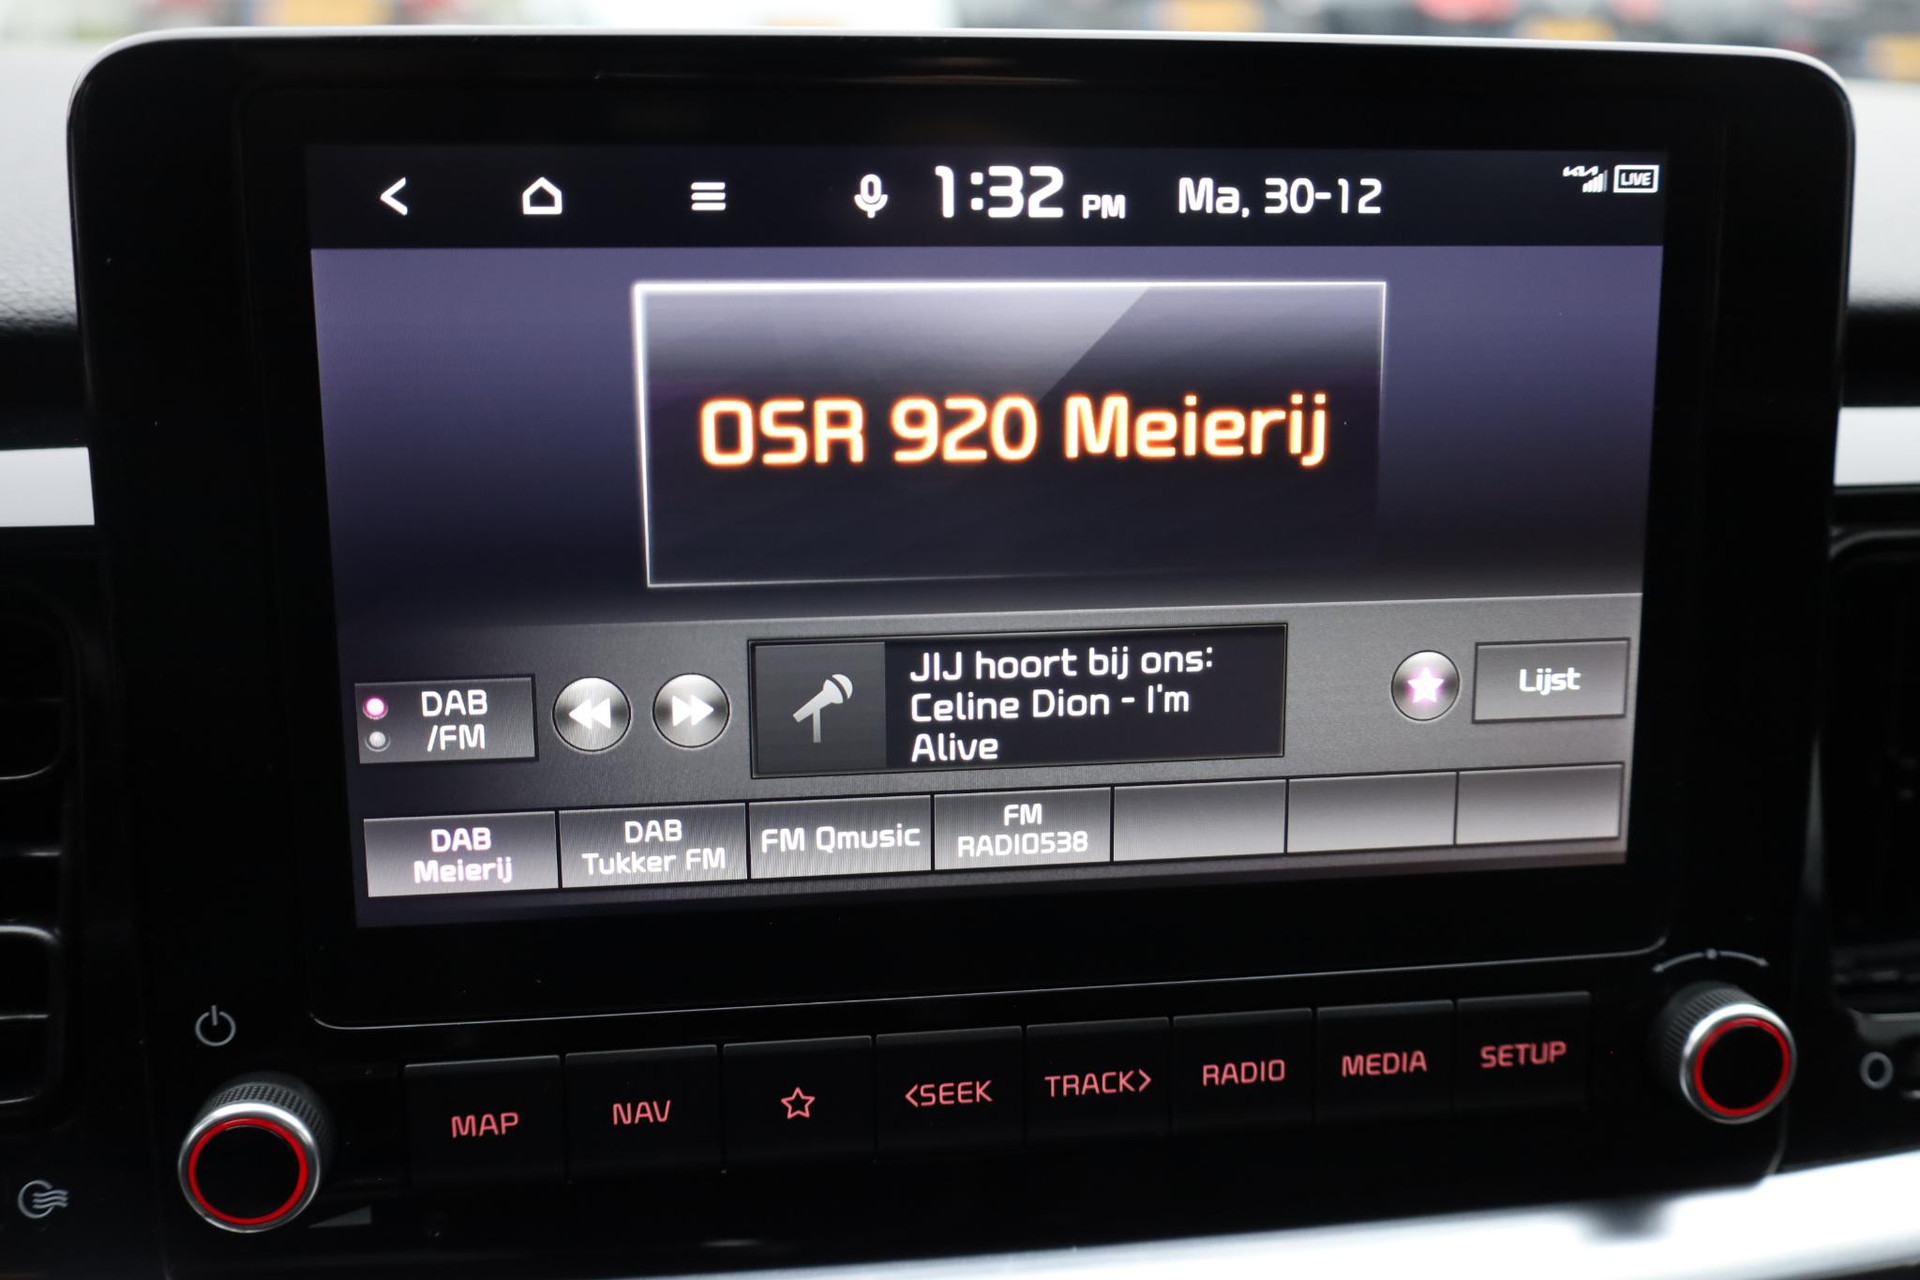 1:32 PM Ma, 30-12
KIA LIVE
OSR 920 Meierij
DAB
/FM
JIJ hoort bij ons:
Celine Dion - I'm
Alive
Lijst
DAB
Meierij
DAB
Tukker FM
FM Qmusic
FM
RADIO538
MAP NAV <SEEK TRACK> RADIO MEDIA SETUP